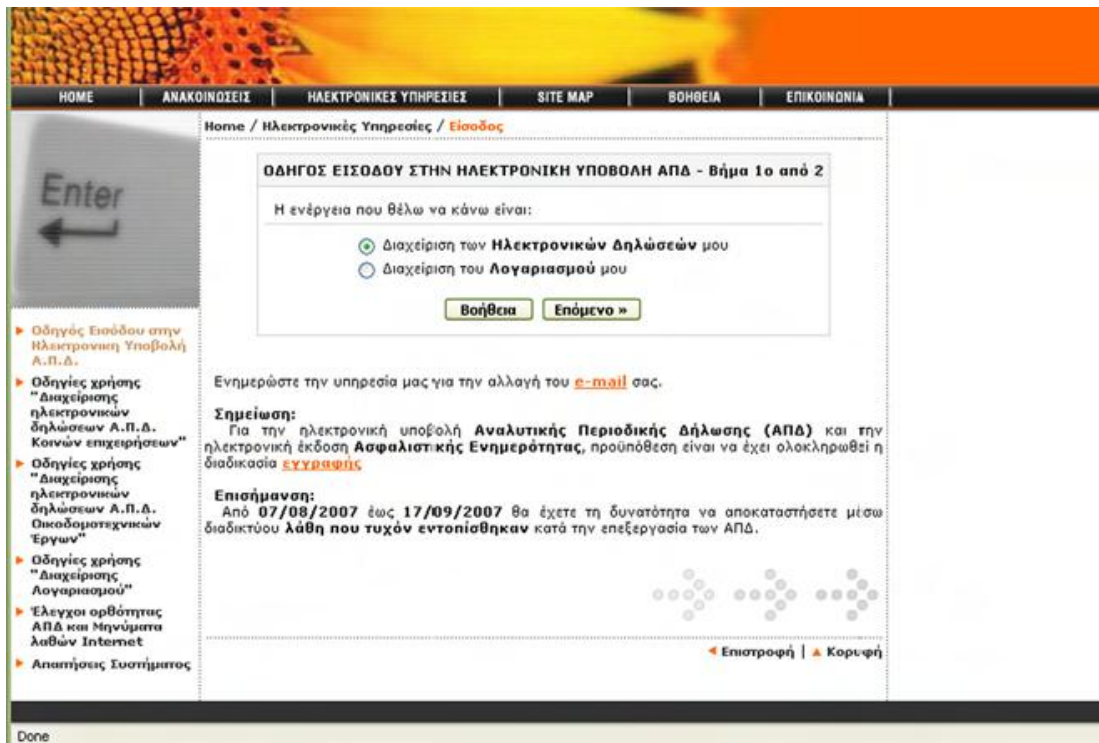 HOME | ΑΝΑΚΟΙΝΩΣΕΙΣ | ΗΛΕΚΤΡΟΝΙΚΕΣ ΥΠΗΡΕΣΙΕΣ | SITE MAP | ΒΟΗΘΕΙΑ | ΕΠΙΚΟΙΝΩΝΙΑ
Home / Ηλεκτρονικές Υπηρεσίες / Είσοδος
Enter
ΟΔΗΓΟΣ ΕΙΣΟΔΟΥ ΣΤΗΝ ΗΛΕΚΤΡΟΝΙΚΗ ΥΠΟΒΟΛΗ ΑΠΔ - Βήμα 1ο από 2
Η ενέργεια που θέλω να κάνω είναι:
Διαχείριση των Ηλεκτρονικών Δηλώσεών μου
Διαχείριση του Λογαριασμού μου
Βοήθεια
Επόμενο »
Οδηγός Εισόδου στην
Ηλεκτρονικη Υποβολή
Α.Π.Δ.
Οδηγίες χρήσης
"Διαχείρισης
ηλεκτρονικών
δηλώσεων Α.Π.Δ.
Κοινών επιχειρήσεων"
Οδηγίες χρήσης
"Διαχείρισης
ηλεκτρονικών
δηλώσεων Α.Π.Δ.
Οικοδομοτεχνικών
Έργων"
Οδηγίες χρήσης
"Διαχείρισης
Λογαριασμού"
Έλεγχοι ορθότητας
ΑΠΔ και Μηνύματα
λαθών Internet
Απαιτήσεις Συστήματος
Ενημερώστε την υπηρεσία μας για την αλλαγή του e-mail σας.
Σημείωση:
Για την ηλεκτρονική υποβολή Αναλυτικής Περιοδικής Δήλωσης (ΑΠΔ) και την
ηλεκτρονική έκδοση Ασφαλιστικής Ενημερότητας, προϋπόθεση είναι να έχει ολοκληρωθεί η
διαδικασία εγγραφής
Επισήμανση:
Από 07/08/2007 έως 17/09/2007 θα έχετε τη δυνατότητα να αποκαταστήσετε μέσω
διαδικτύου λάθη που τυχόν εντοπίσθηκαν κατά την επεξεργασία των ΑΠΔ.
Επιστροφή | Κορυφή
Done